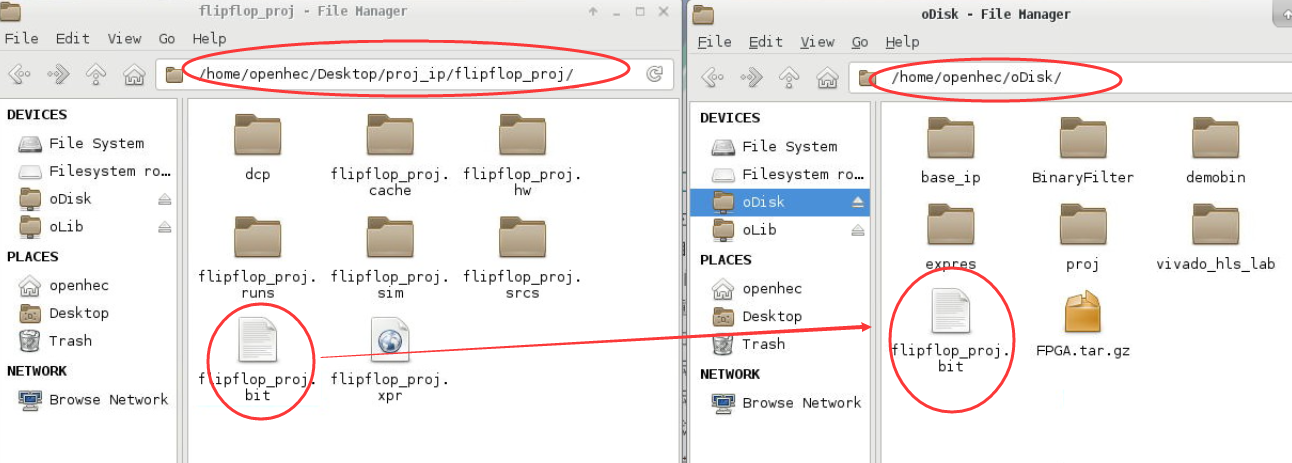 flipflop_proj - File Manager
File Edit View Go Help
/home/openhec/Desktop/proj_ip/flipflop_proj/
DEVICES
File System
Filesystem ro...
oDisk
oLib
PLACES
openhec
Desktop
Trash
NETWORK
Browse Network
dcp
flipflop_proj.
cache
flipflop_proj.
hw
flipflop_proj.
runs
flipflop_proj.
sim
flipflop_proj.
srcs
flipflop_proj.
bit
flipflop_proj.
xpr
oDisk - File Manager
File Edit View Go Help
/home/openhec/oDisk/
DEVICES
File System
Filesystem ro...
oDisk
oLib
PLACES
openhec
Desktop
Trash
NETWORK
Browse Network
base_ip
BinaryFilter
demobin
expres
proj
vivado_hls_lab
flipflop_proj.
bit
FPGA.tar.gz